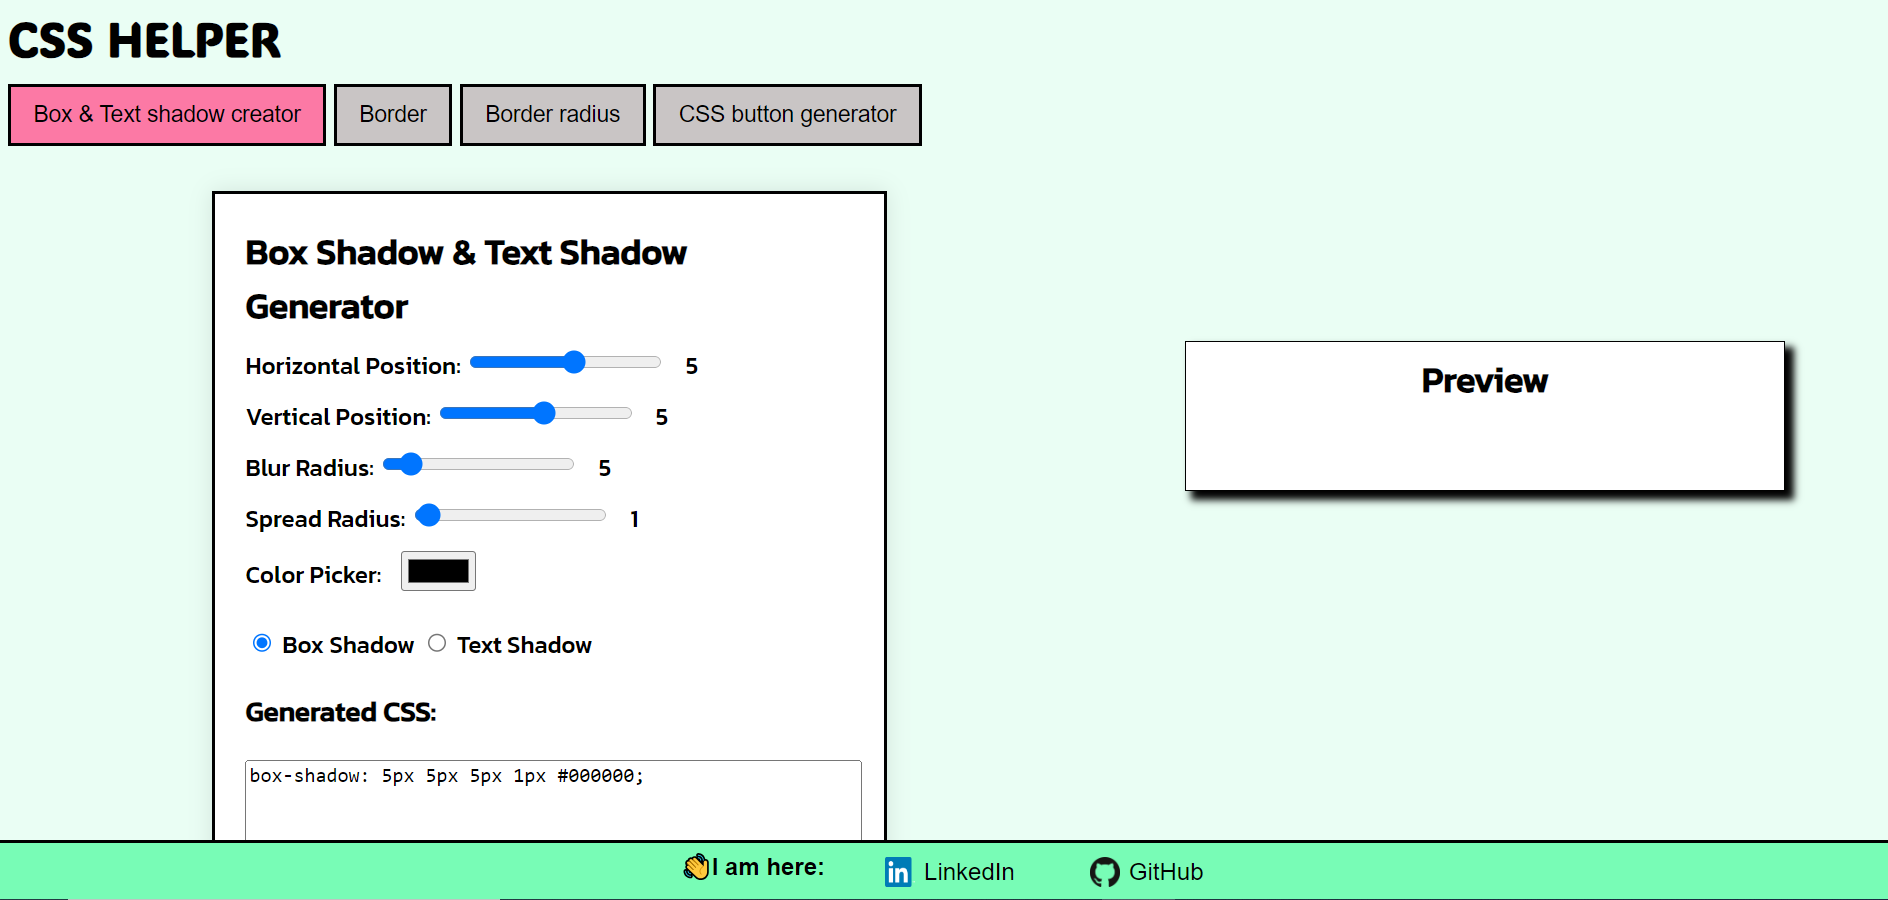 CSS HELPER
Box & Text shadow creator
Border
Border radius
CSS button generator
Box Shadow & Text Shadow
Generator
Horizontal Position: 5
Vertical Position: 5
Blur Radius: 5
Spread Radius: 1
Color Picker:
Box Shadow Text Shadow
Generated CSS:
box-shadow: 5px 5px 5px 1px #000000;
Preview
👋I am here:
in LinkedIn
GitHub